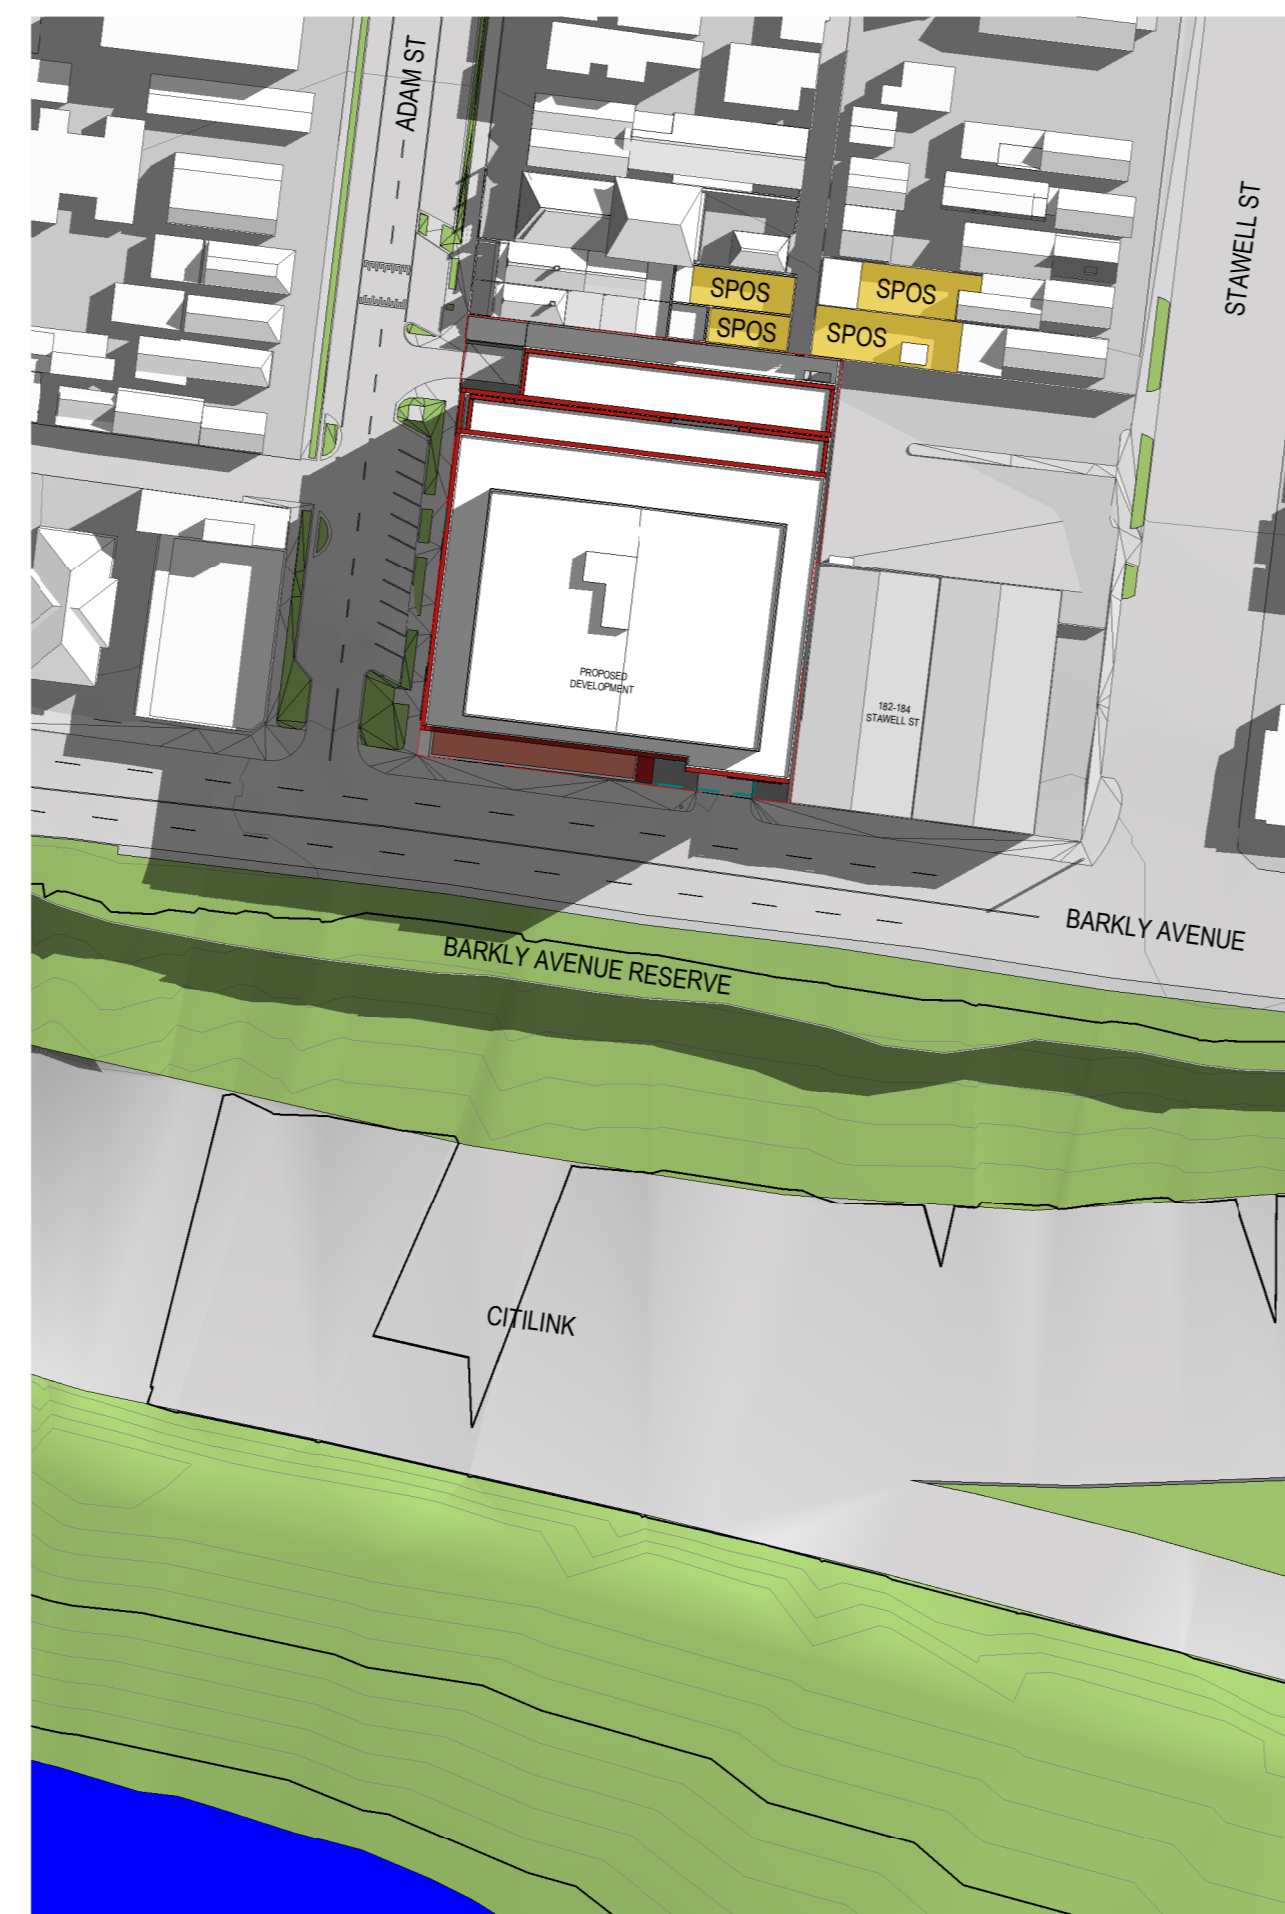 ADAM ST
STAWELL ST
SPOS
SPOS
SPOS
SPOS
PROPOSED
DEVELOPMENT
182-184
STAWELL ST
BARKLY AVENUE
BARKLY AVENUE RESERVE
CITILINK